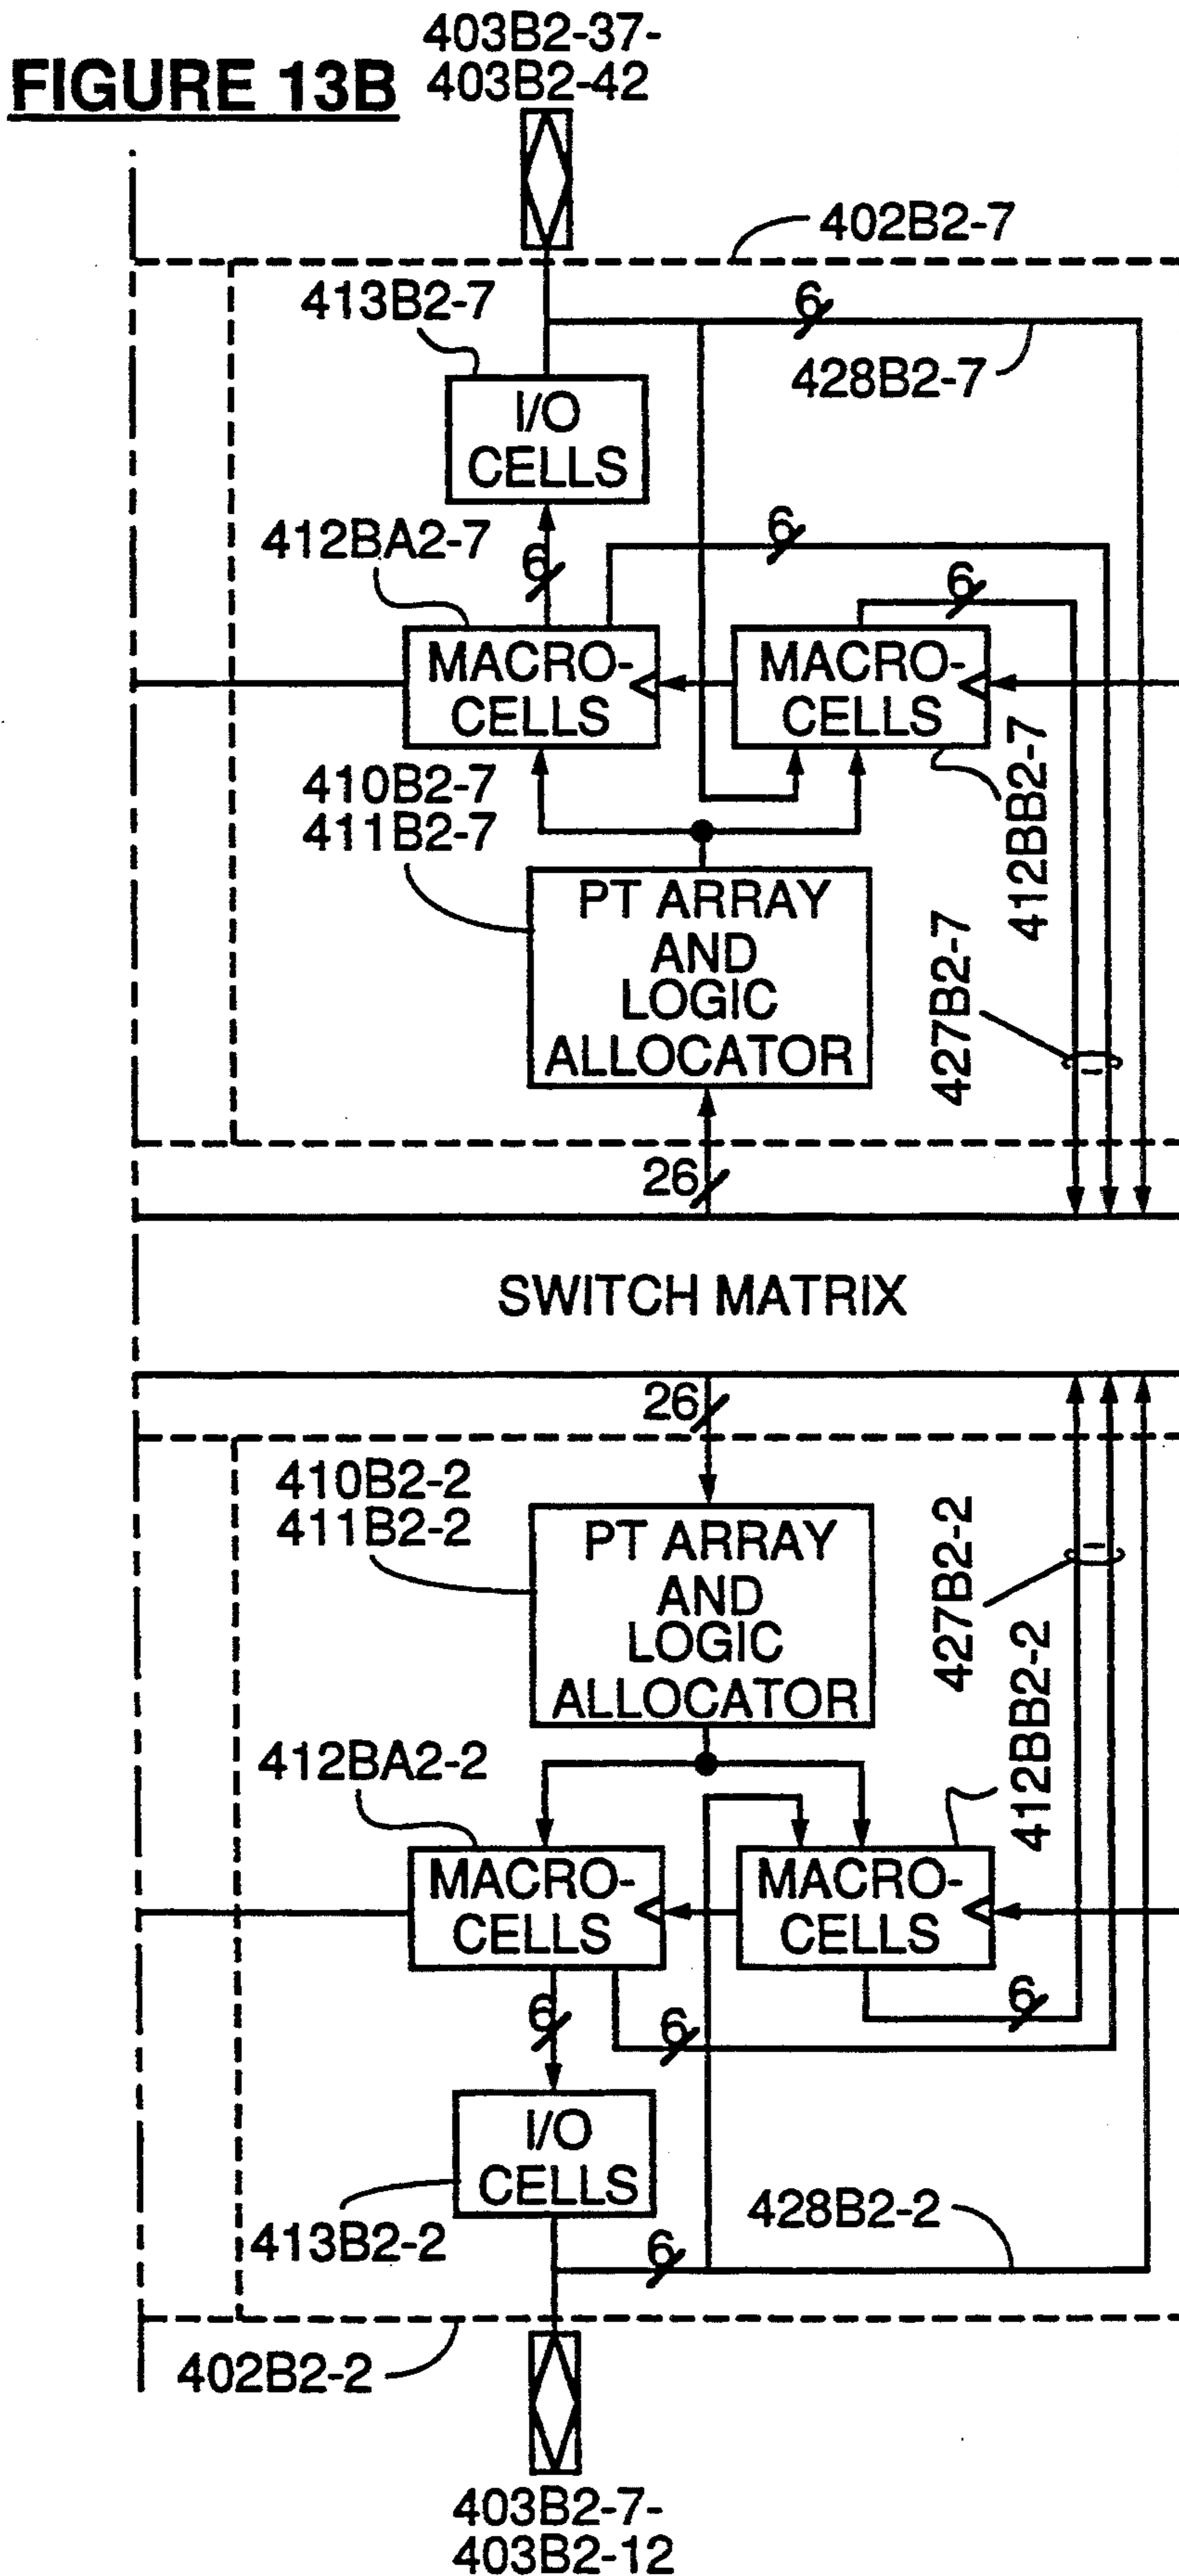 FIGURE 13B
403B2-37-
403B2-42
402B2-7
413B2-7
6
428B2-7
I/O
CELLS
412BA2-7
6
6
6
MACRO-
CELLS
MACRO-
CELLS
412BB2-7
410B2-7
411B2-7
PT ARRAY
AND
LOGIC
ALLOCATOR
427B2-7
26
SWITCH MATRIX
26
410B2-2
411B2-2
PT ARRAY
AND
LOGIC
ALLOCATOR
427B2-2
412BA2-2
412BB2-2
MACRO-
CELLS
MACRO-
CELLS
6
6
6
I/O
CELLS
413B2-2
6
428B2-2
402B2-2
403B2-7-
403B2-12